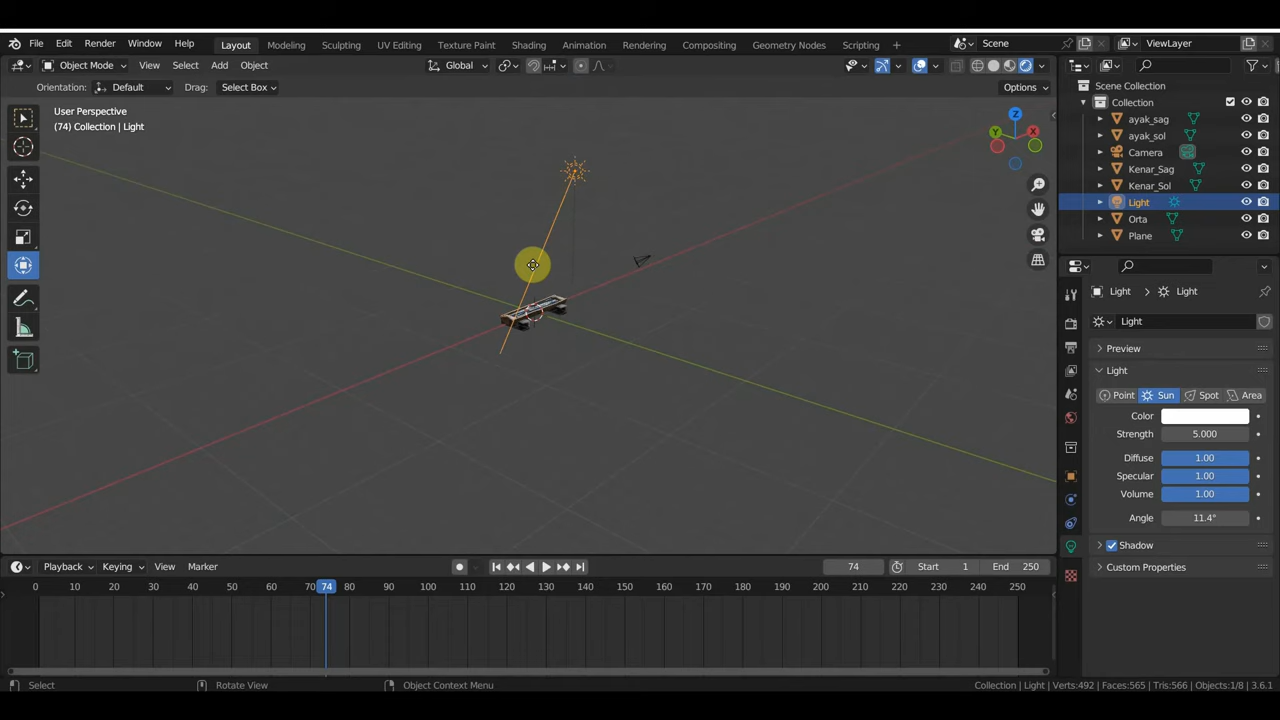 File Edit Render Window Help Layout Modeling Sculpting UV Editing Texture Paint Shading Animation Rendering Compositing Geometry Nodes Scripting + Scene ViewLayer
Object Mode View Select Add Object Global
Orientation: Default Drag: Select Box Options
User Perspective
(74) Collection | Light
Z
Y
X
Scene Collection
Collection
ayak_sag
ayak_sol
Camera
Kenar_Sag
Kenar_Sol
Light
Orta
Plane
Light Light
Light
Preview
Light
Point Sun Spot Area
Color
Strength 5.000
Diffuse 1.00
Specular 1.00
Volume 1.00
Angle 11.4°
Shadow
Custom Properties
Playback Keying View Marker 74 Start 1 End 250
0 10 20 30 40 50 60 70 74 80 90 100 110 120 130 140 150 160 170 180 190 200 210 220 230 240 250
Select Rotate View Object Context Menu Collection | Light | Verts:492 | Faces:565 | Tris:566 | Objects:1/8 | 3.6.1